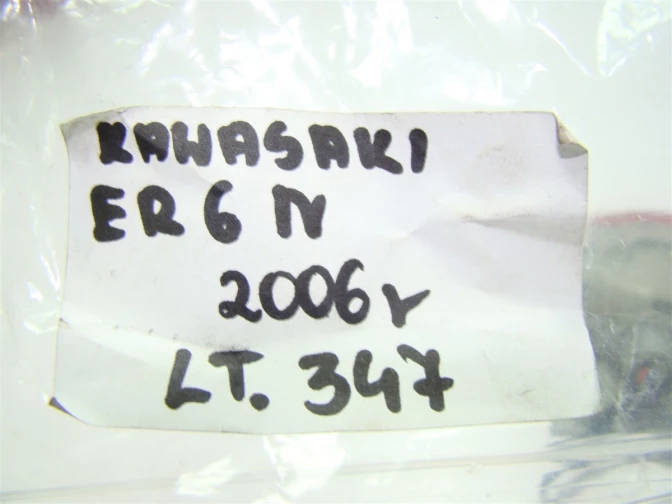 KAWASAKI
ER 6 N
2006r
LT. 347